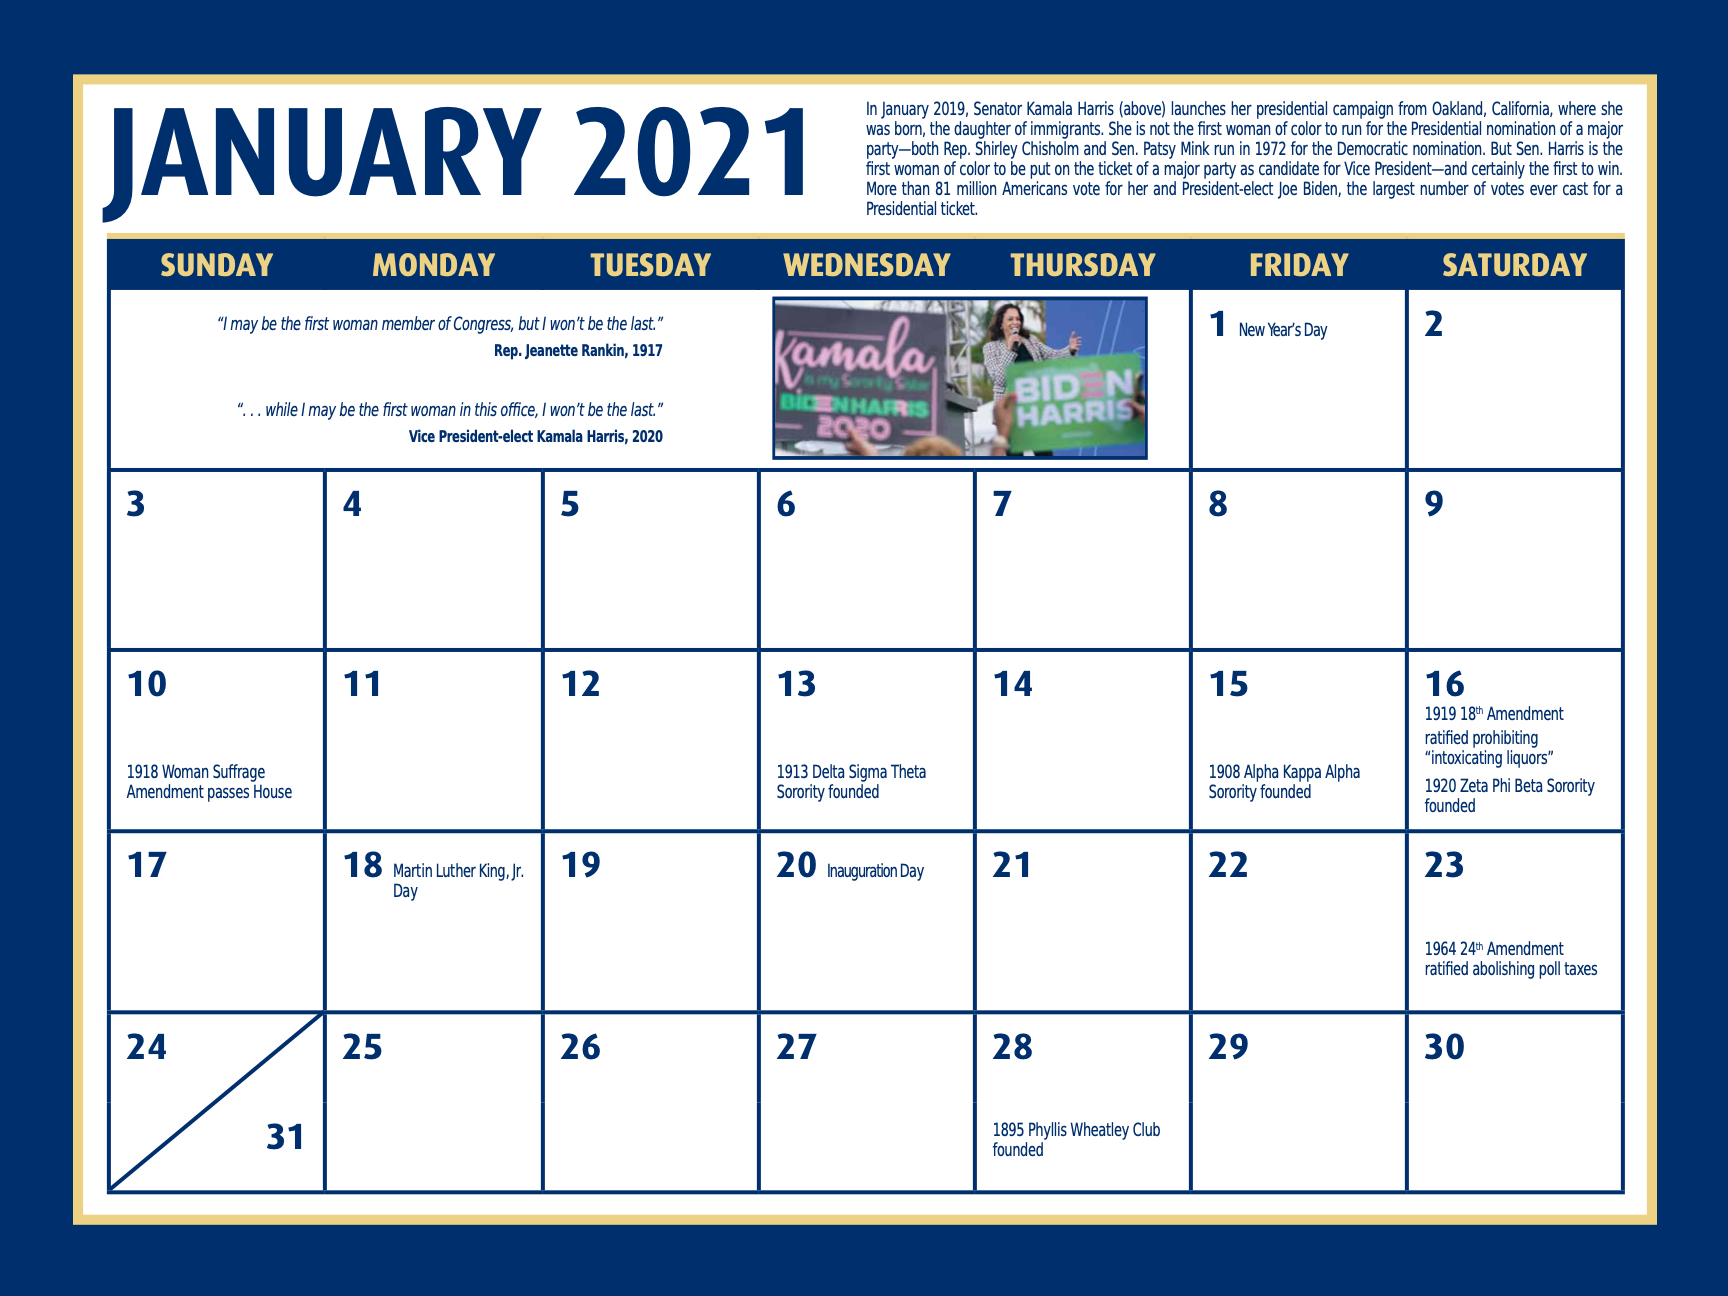 JANUARY 2021
In January 2019, Senator Kamala Harris (above) launches her presidential campaign from Oakland, California, where she
was born, the daughter of immigrants. She is not the first woman of color to run for the Presidential nomination of a major
party—both Rep. Shirley Chisholm and Sen. Patsy Mink run in 1972 for the Democratic nomination. But Sen. Harris is the
first woman of color to be put on the ticket of a major party as candidate for Vice President—and certainly the first to win.
More than 81 million Americans vote for her and President-elect Joe Biden, the largest number of votes ever cast for a
Presidential ticket.
SUNDAY MONDAY TUESDAY WEDNESDAY THURSDAY FRIDAY SATURDAY
“I may be the first woman member of Congress, but I won’t be the last.”
Rep. Jeanette Rankin, 1917
“. . . while I may be the first woman in this office, I won’t be the last.”
Vice President-elect Kamala Harris, 2020
Kamala
is my Sorority Sister
BIDEN HARRIS
2020
BIDEN
HARRIS
1 New Year’s Day
2
3
4
5
6
7
8
9
10
1918 Woman Suffrage
Amendment passes House
11
12
13
1913 Delta Sigma Theta
Sorority founded
14
15
1908 Alpha Kappa Alpha
Sorority founded
16
1919 18th Amendment
ratified prohibiting
“intoxicating liquors”
1920 Zeta Phi Beta Sorority
founded
17
18 Martin Luther King, Jr.
Day
19
20 Inauguration Day
21
22
23
1964 24th Amendment
ratified abolishing poll taxes
24
31
25
26
27
28
1895 Phyllis Wheatley Club
founded
29
30